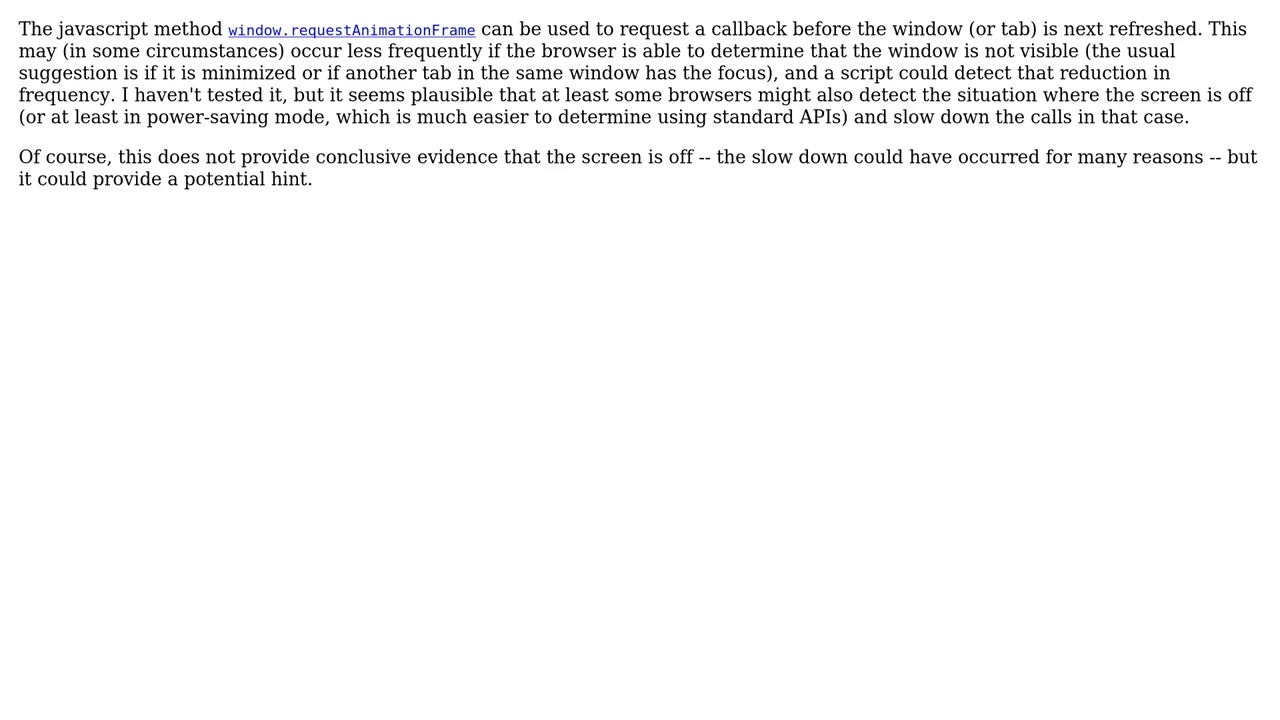 The javascript method window.requestAnimationFrame can be used to request a callback before the window (or tab) is next refreshed. This
may (in some circumstances) occur less frequently if the browser is able to determine that the window is not visible (the usual
suggestion is if it is minimized or if another tab in the same window has the focus), and a script could detect that reduction in
frequency. I haven't tested it, but it seems plausible that at least some browsers might also detect the situation where the screen is off
(or at least in power-saving mode, which is much easier to determine using standard APIs) and slow down the calls in that case.
Of course, this does not provide conclusive evidence that the screen is off -- the slow down could have occurred for many reasons -- but
it could provide a potential hint.